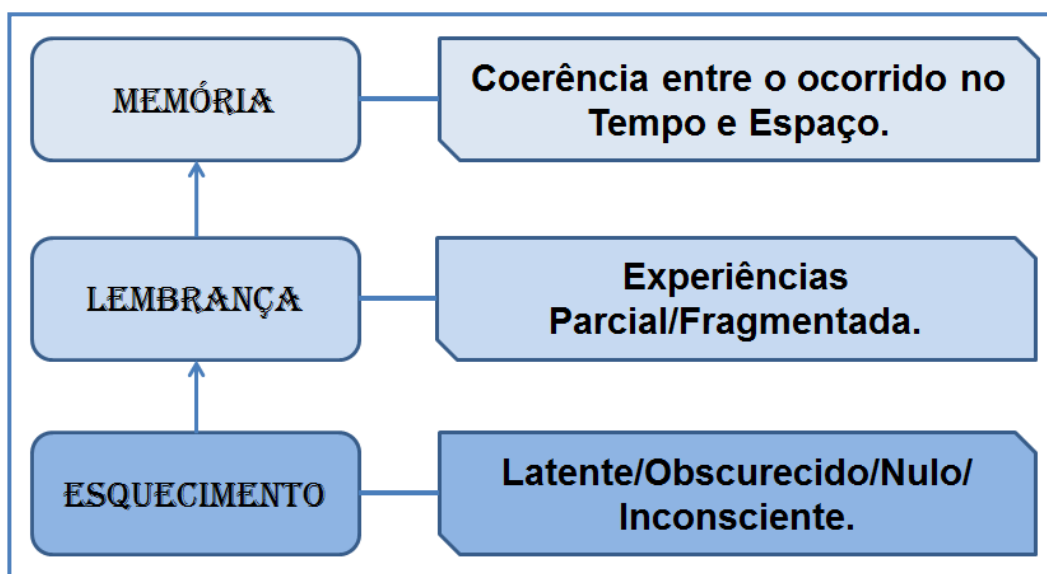 MEMÓRIA
Coerência entre o ocorrido no
Tempo e Espaço.
LEMBRANÇA
Experiências
Parcial/Fragmentada.
ESQUECIMENTO
Latente/Obscurecido/Nulo/
Inconsciente.